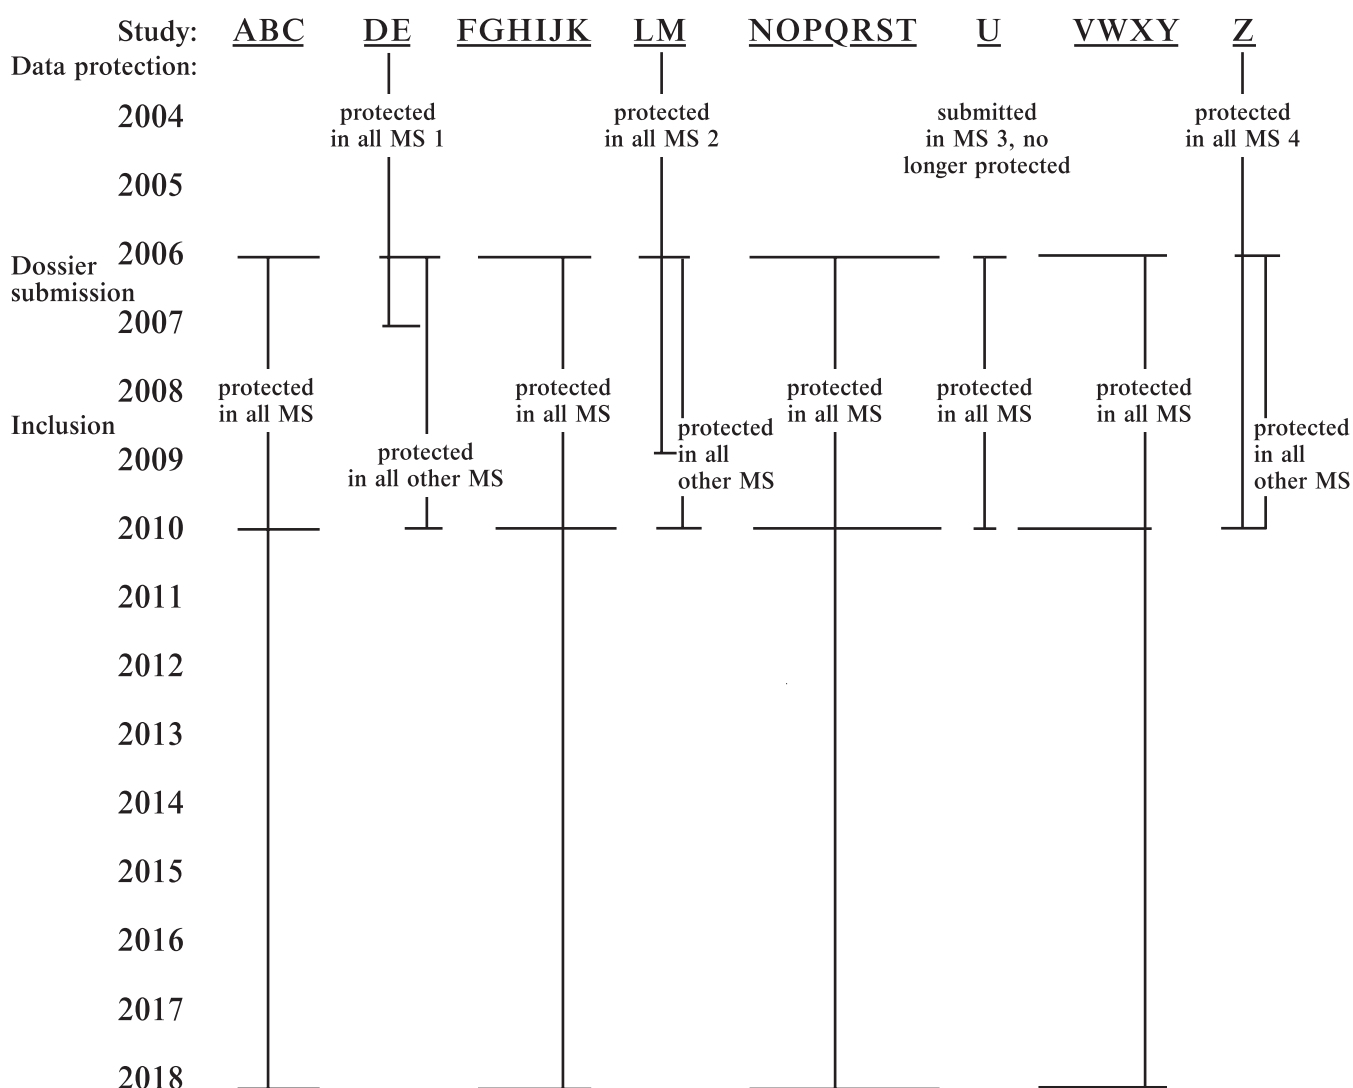 Study: ABC DE FGHIJK LM NOPQRST U VWXY Z
Data protection:
2004
protected
in all MS 1
protected
in all MS 2
submitted
in MS 3, no
longer protected
protected
in all MS 4
2005
2006
Dossier
submission
2007
2008
protected
in all MS
protected
in all MS
protected
in all MS
protected
in all MS
protected
in all MS
Inclusion
2009
protected
in all other MS
protected
in all
other MS
protected
in all
other MS
2010
2011
2012
2013
2014
2015
2016
2017
2018